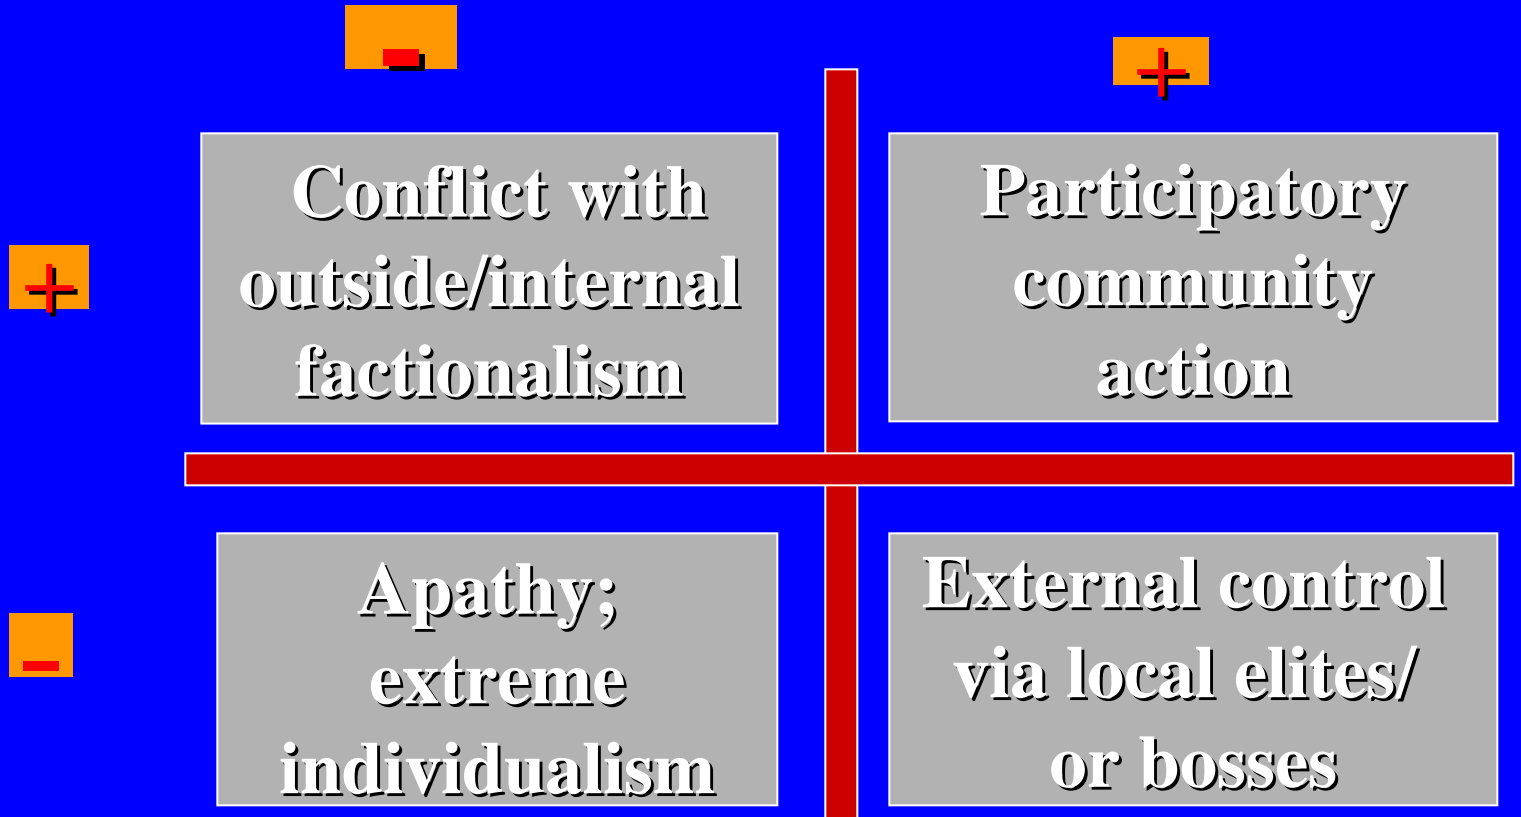 -
+
Conflict with
outside/internal
factionalism
Participatory
community
action
+
Apathy;
extreme
individualism
External control
via local elites/
or bosses
-